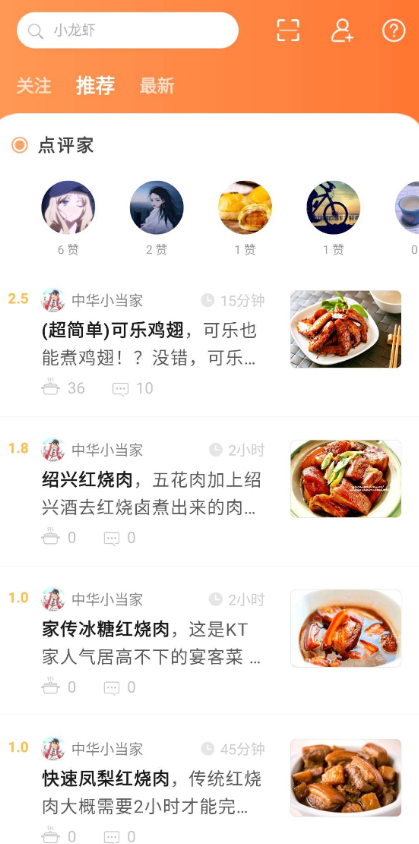 小龙虾
关注 推荐 最新
点评家
6 赞 2 赞 1 赞 1 赞 0
2.5 中华小当家 15分钟
(超简单)可乐鸡翅，可乐也
能煮鸡翅！？没错，可乐...
36 10
1.8 中华小当家 2小时
绍兴红烧肉，五花肉加上绍
兴酒去红烧卤煮出来的肉...
0 0
1.0 中华小当家 2小时
家传冰糖红烧肉，这是KT
家人气居高不下的宴客菜 ...
0 0
1.0 中华小当家 45分钟
快速凤梨红烧肉，传统红烧
肉大概需要2小时才能完...
0 0